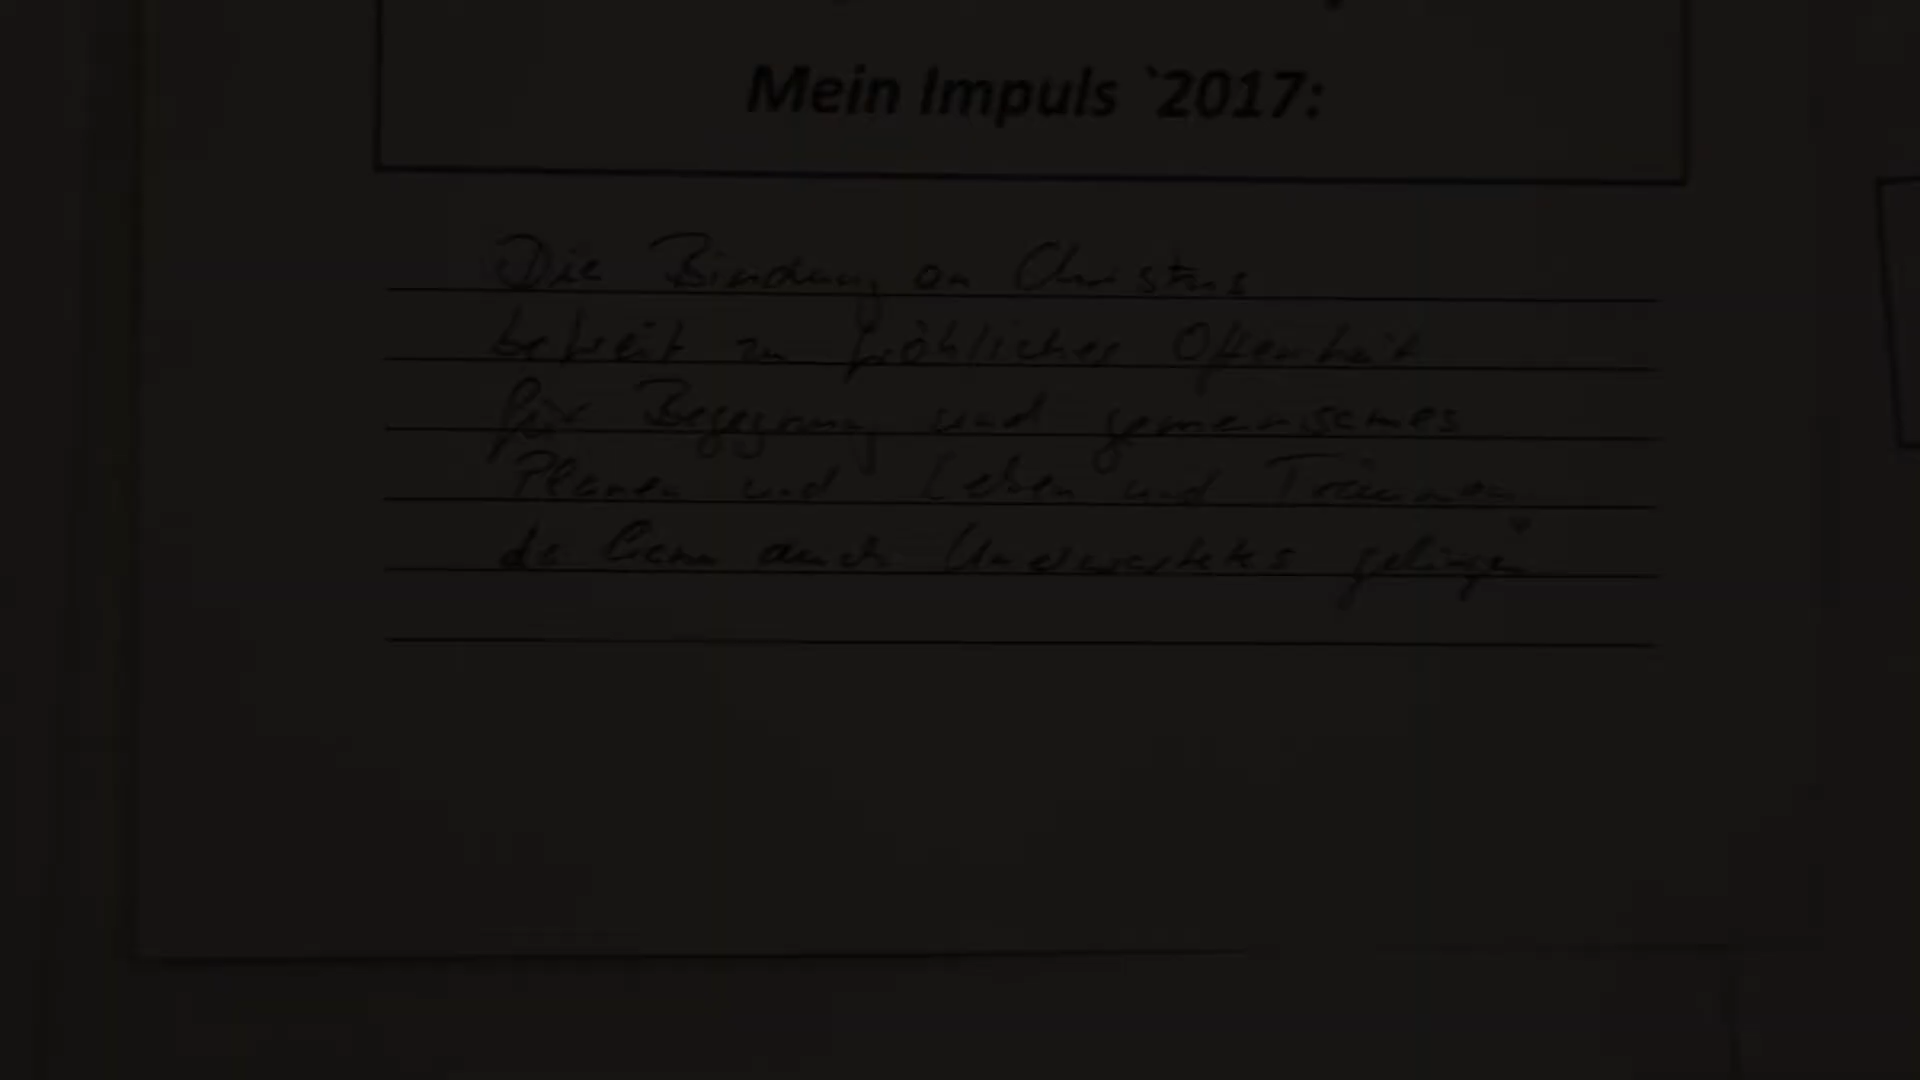 Mein Impuls `2017:
Die Bindung an Christus
befreit zu fröhlicher Offenheit
für Begegnung und gemeinsames
Planen und Leben und Träumen
da kann auch Unerwartetes gelingen